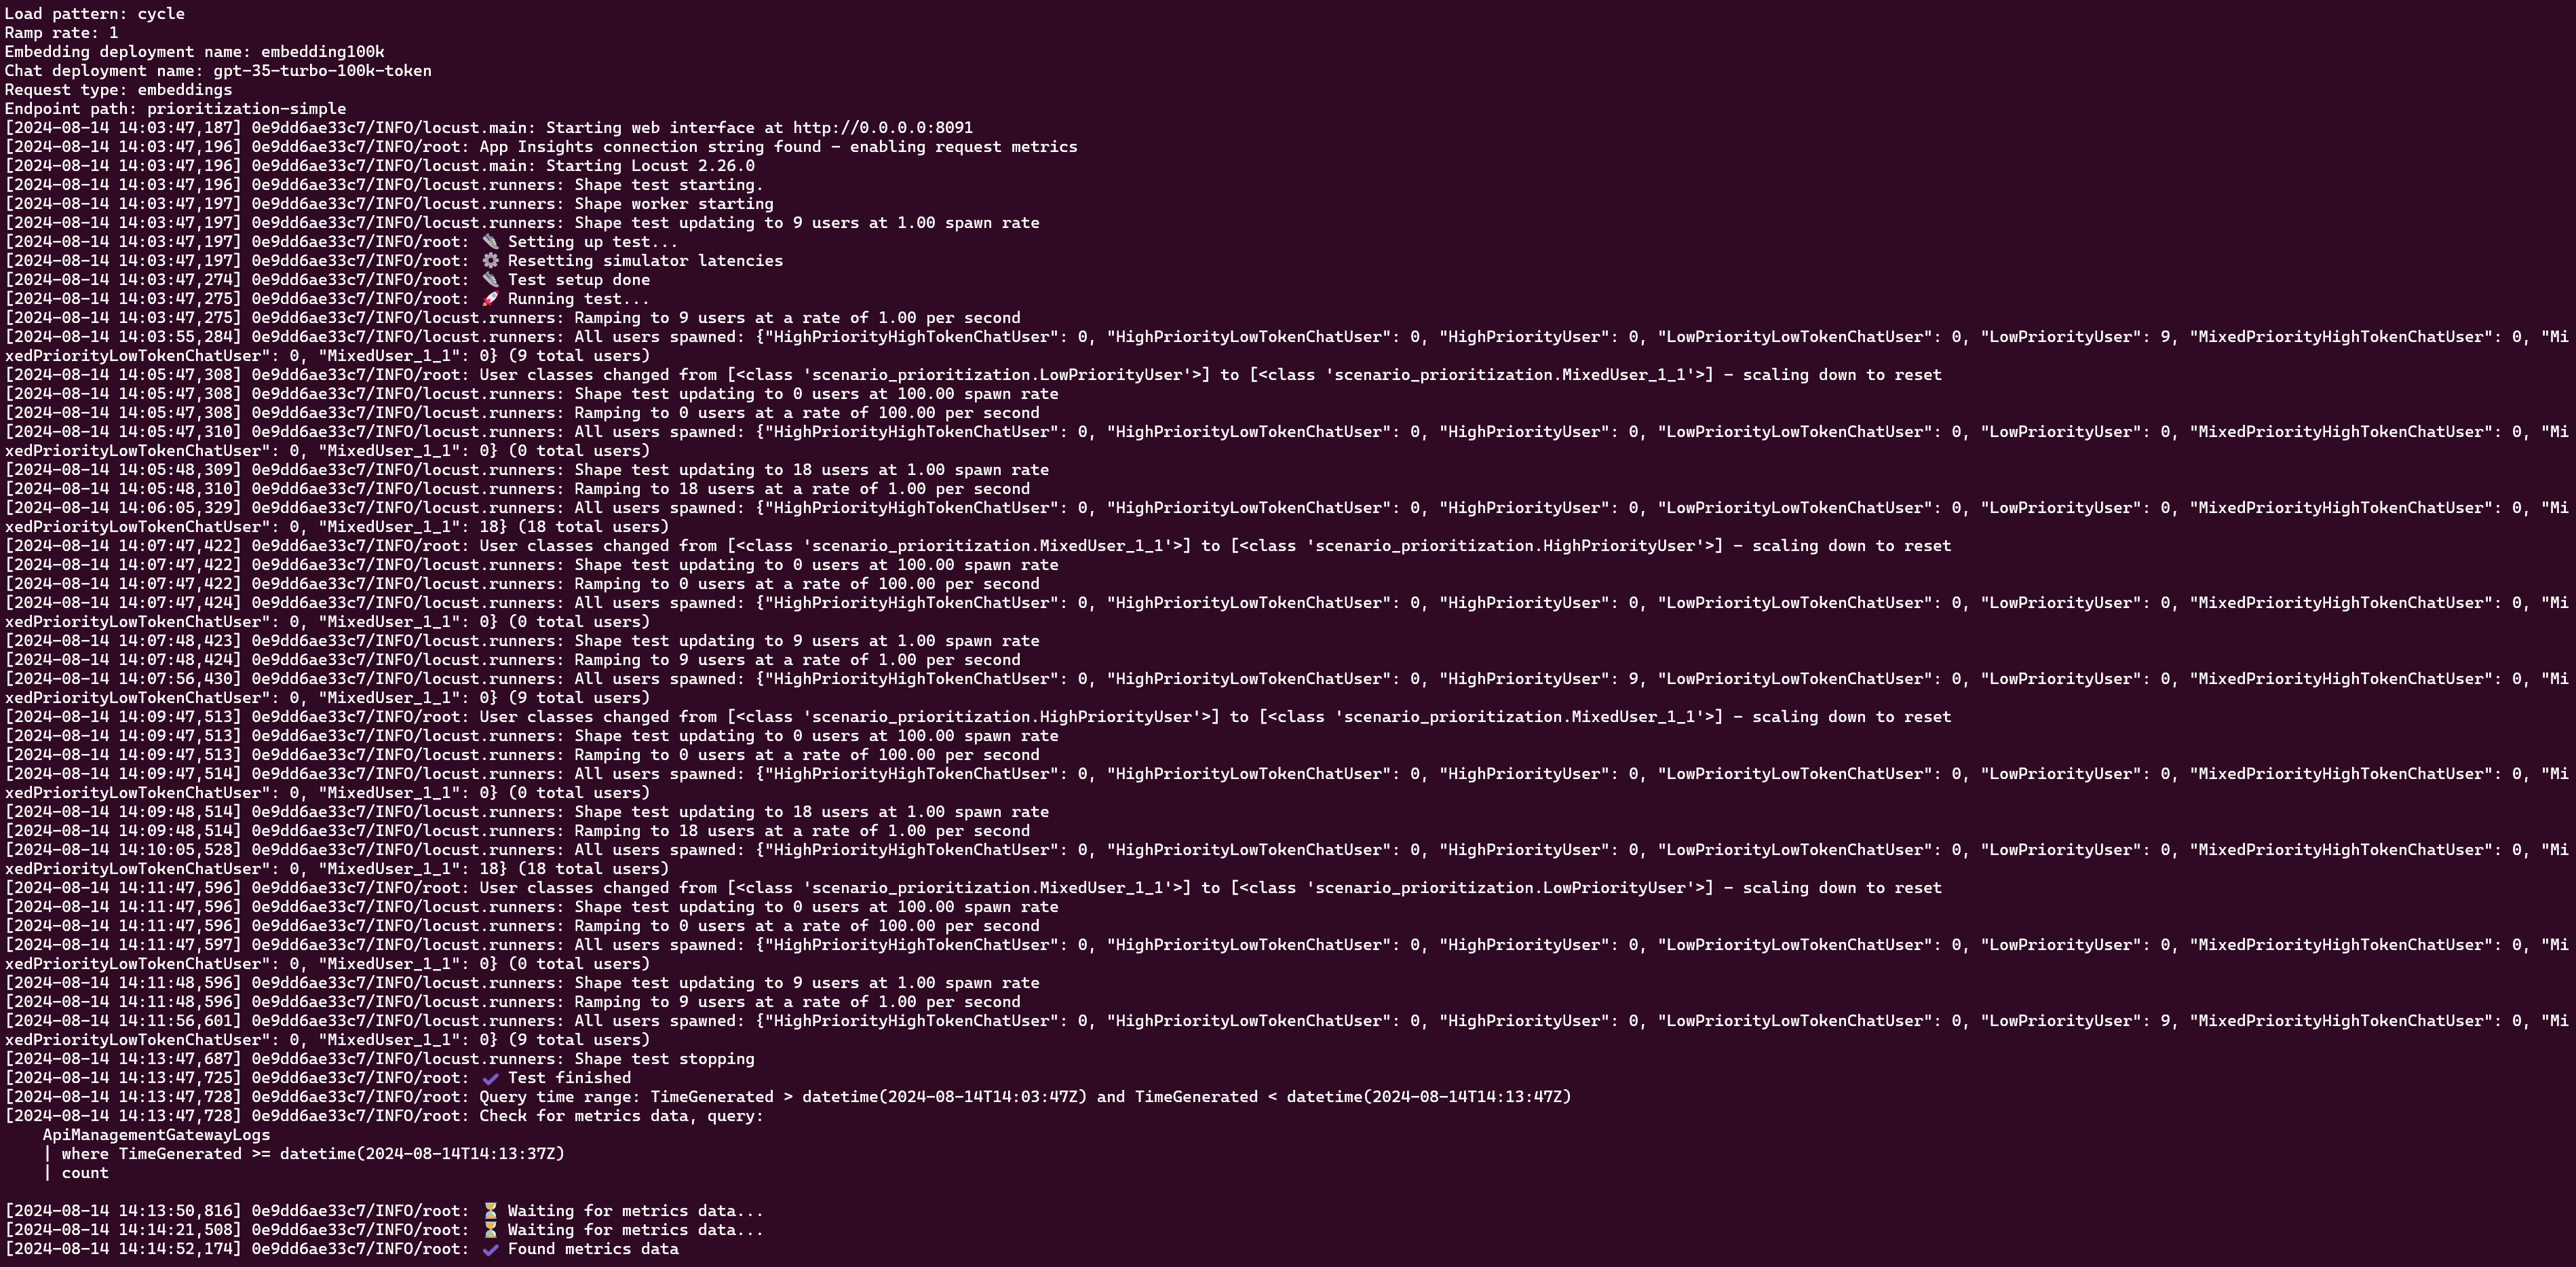 Load pattern: cycle
Ramp rate: 1
Embedding deployment name: embedding100k
Chat deployment name: gpt-35-turbo-100k-token
Request type: embeddings
Endpoint path: prioritization-simple
[2024-08-14 14:03:47,187] 0e9dd6ae33c7/INFO/locust.main: Starting web interface at http://0.0.0.0:8091
[2024-08-14 14:03:47,196] 0e9dd6ae33c7/INFO/root: App Insights connection string found - enabling request metrics
[2024-08-14 14:03:47,196] 0e9dd6ae33c7/INFO/locust.main: Starting Locust 2.26.0
[2024-08-14 14:03:47,196] 0e9dd6ae33c7/INFO/locust.runners: Shape test starting.
[2024-08-14 14:03:47,197] 0e9dd6ae33c7/INFO/locust.runners: Shape worker starting
[2024-08-14 14:03:47,197] 0e9dd6ae33c7/INFO/locust.runners: Shape test updating to 9 users at 1.00 spawn rate
[2024-08-14 14:03:47,197] 0e9dd6ae33c7/INFO/root: Setting up test...
[2024-08-14 14:03:47,197] 0e9dd6ae33c7/INFO/root: Resetting simulator latencies
[2024-08-14 14:03:47,274] 0e9dd6ae33c7/INFO/root: Test setup done
[2024-08-14 14:03:47,275] 0e9dd6ae33c7/INFO/root: 🚀 Running test...
[2024-08-14 14:03:47,275] 0e9dd6ae33c7/INFO/locust.runners: Ramping to 9 users at a rate of 1.00 per second
[2024-08-14 14:03:55,284] 0e9dd6ae33c7/INFO/locust.runners: All users spawned: {"HighPriorityHighTokenChatUser": 0, "HighPriorityLowTokenChatUser": 0, "HighPriorityUser": 0, "LowPriorityLowTokenChatUser": 0, "LowPriorityUser": 9, "MixedPriorityHighTokenChatUser": 0, "Mi
xedPriorityLowTokenChatUser": 0, "MixedUser_1_1": 0} (9 total users)
[2024-08-14 14:05:47,308] 0e9dd6ae33c7/INFO/root: User classes changed from [<class 'scenario_prioritization.LowPriorityUser'>] to [<class 'scenario_prioritization.MixedUser_1_1'>] - scaling down to reset
[2024-08-14 14:05:47,308] 0e9dd6ae33c7/INFO/locust.runners: Shape test updating to 0 users at 100.00 spawn rate
[2024-08-14 14:05:47,308] 0e9dd6ae33c7/INFO/locust.runners: Ramping to 0 users at a rate of 100.00 per second
[2024-08-14 14:05:47,310] 0e9dd6ae33c7/INFO/locust.runners: All users spawned: {"HighPriorityHighTokenChatUser": 0, "HighPriorityLowTokenChatUser": 0, "HighPriorityUser": 0, "LowPriorityLowTokenChatUser": 0, "LowPriorityUser": 0, "MixedPriorityHighTokenChatUser": 0, "Mi
xedPriorityLowTokenChatUser": 0, "MixedUser_1_1": 0} (0 total users)
[2024-08-14 14:05:48,309] 0e9dd6ae33c7/INFO/locust.runners: Shape test updating to 18 users at 1.00 spawn rate
[2024-08-14 14:05:48,310] 0e9dd6ae33c7/INFO/locust.runners: Ramping to 18 users at a rate of 1.00 per second
[2024-08-14 14:06:05,329] 0e9dd6ae33c7/INFO/locust.runners: All users spawned: {"HighPriorityHighTokenChatUser": 0, "HighPriorityLowTokenChatUser": 0, "HighPriorityUser": 0, "LowPriorityLowTokenChatUser": 0, "LowPriorityUser": 0, "MixedPriorityHighTokenChatUser": 0, "Mi
xedPriorityLowTokenChatUser": 0, "MixedUser_1_1": 18} (18 total users)
[2024-08-14 14:07:47,422] 0e9dd6ae33c7/INFO/root: User classes changed from [<class 'scenario_prioritization.MixedUser_1_1'>] to [<class 'scenario_prioritization.HighPriorityUser'>] - scaling down to reset
[2024-08-14 14:07:47,422] 0e9dd6ae33c7/INFO/locust.runners: Shape test updating to 0 users at 100.00 spawn rate
[2024-08-14 14:07:47,422] 0e9dd6ae33c7/INFO/locust.runners: Ramping to 0 users at a rate of 100.00 per second
[2024-08-14 14:07:47,424] 0e9dd6ae33c7/INFO/locust.runners: All users spawned: {"HighPriorityHighTokenChatUser": 0, "HighPriorityLowTokenChatUser": 0, "HighPriorityUser": 0, "LowPriorityLowTokenChatUser": 0, "LowPriorityUser": 0, "MixedPriorityHighTokenChatUser": 0, "Mi
xedPriorityLowTokenChatUser": 0, "MixedUser_1_1": 0} (0 total users)
[2024-08-14 14:07:48,423] 0e9dd6ae33c7/INFO/locust.runners: Shape test updating to 9 users at 1.00 spawn rate
[2024-08-14 14:07:48,424] 0e9dd6ae33c7/INFO/locust.runners: Ramping to 9 users at a rate of 1.00 per second
[2024-08-14 14:07:56,430] 0e9dd6ae33c7/INFO/locust.runners: All users spawned: {"HighPriorityHighTokenChatUser": 0, "HighPriorityLowTokenChatUser": 0, "HighPriorityUser": 9, "LowPriorityLowTokenChatUser": 0, "LowPriorityUser": 0, "MixedPriorityHighTokenChatUser": 0, "Mi
xedPriorityLowTokenChatUser": 0, "MixedUser_1_1": 0} (9 total users)
[2024-08-14 14:09:47,513] 0e9dd6ae33c7/INFO/root: User classes changed from [<class 'scenario_prioritization.HighPriorityUser'>] to [<class 'scenario_prioritization.MixedUser_1_1'>] - scaling down to reset
[2024-08-14 14:09:47,513] 0e9dd6ae33c7/INFO/locust.runners: Shape test updating to 0 users at 100.00 spawn rate
[2024-08-14 14:09:47,513] 0e9dd6ae33c7/INFO/locust.runners: Ramping to 0 users at a rate of 100.00 per second
[2024-08-14 14:09:47,514] 0e9dd6ae33c7/INFO/locust.runners: All users spawned: {"HighPriorityHighTokenChatUser": 0, "HighPriorityLowTokenChatUser": 0, "HighPriorityUser": 0, "LowPriorityLowTokenChatUser": 0, "LowPriorityUser": 0, "MixedPriorityHighTokenChatUser": 0, "Mi
xedPriorityLowTokenChatUser": 0, "MixedUser_1_1": 0} (0 total users)
[2024-08-14 14:09:48,514] 0e9dd6ae33c7/INFO/locust.runners: Shape test updating to 18 users at 1.00 spawn rate
[2024-08-14 14:09:48,514] 0e9dd6ae33c7/INFO/locust.runners: Ramping to 18 users at a rate of 1.00 per second
[2024-08-14 14:10:05,528] 0e9dd6ae33c7/INFO/locust.runners: All users spawned: {"HighPriorityHighTokenChatUser": 0, "HighPriorityLowTokenChatUser": 0, "HighPriorityUser": 0, "LowPriorityLowTokenChatUser": 0, "LowPriorityUser": 0, "MixedPriorityHighTokenChatUser": 0, "Mi
xedPriorityLowTokenChatUser": 0, "MixedUser_1_1": 18} (18 total users)
[2024-08-14 14:11:47,596] 0e9dd6ae33c7/INFO/root: User classes changed from [<class 'scenario_prioritization.MixedUser_1_1'>] to [<class 'scenario_prioritization.LowPriorityUser'>] - scaling down to reset
[2024-08-14 14:11:47,596] 0e9dd6ae33c7/INFO/locust.runners: Shape test updating to 0 users at 100.00 spawn rate
[2024-08-14 14:11:47,596] 0e9dd6ae33c7/INFO/locust.runners: Ramping to 0 users at a rate of 100.00 per second
[2024-08-14 14:11:47,597] 0e9dd6ae33c7/INFO/locust.runners: All users spawned: {"HighPriorityHighTokenChatUser": 0, "HighPriorityLowTokenChatUser": 0, "HighPriorityUser": 0, "LowPriorityLowTokenChatUser": 0, "LowPriorityUser": 0, "MixedPriorityHighTokenChatUser": 0, "Mi
xedPriorityLowTokenChatUser": 0, "MixedUser_1_1": 0} (0 total users)
[2024-08-14 14:11:48,596] 0e9dd6ae33c7/INFO/locust.runners: Shape test updating to 9 users at 1.00 spawn rate
[2024-08-14 14:11:48,596] 0e9dd6ae33c7/INFO/locust.runners: Ramping to 9 users at a rate of 1.00 per second
[2024-08-14 14:11:56,601] 0e9dd6ae33c7/INFO/locust.runners: All users spawned: {"HighPriorityHighTokenChatUser": 0, "HighPriorityLowTokenChatUser": 0, "HighPriorityUser": 0, "LowPriorityLowTokenChatUser": 0, "LowPriorityUser": 9, "MixedPriorityHighTokenChatUser": 0, "Mi
xedPriorityLowTokenChatUser": 0, "MixedUser_1_1": 0} (9 total users)
[2024-08-14 14:13:47,687] 0e9dd6ae33c7/INFO/locust.runners: Shape test stopping
[2024-08-14 14:13:47,725] 0e9dd6ae33c7/INFO/root: ✔ Test finished
[2024-08-14 14:13:47,728] 0e9dd6ae33c7/INFO/root: Query time range: TimeGenerated > datetime(2024-08-14T14:03:47Z) and TimeGenerated < datetime(2024-08-14T14:13:47Z)
[2024-08-14 14:13:47,728] 0e9dd6ae33c7/INFO/root: Check for metrics data, query:
ApiManagementGatewayLogs
| where TimeGenerated >= datetime(2024-08-14T14:13:37Z)
| count
[2024-08-14 14:13:50,816] 0e9dd6ae33c7/INFO/root: ⏳ Waiting for metrics data...
[2024-08-14 14:14:21,508] 0e9dd6ae33c7/INFO/root: ⏳ Waiting for metrics data...
[2024-08-14 14:14:52,174] 0e9dd6ae33c7/INFO/root: ✔ Found metrics data